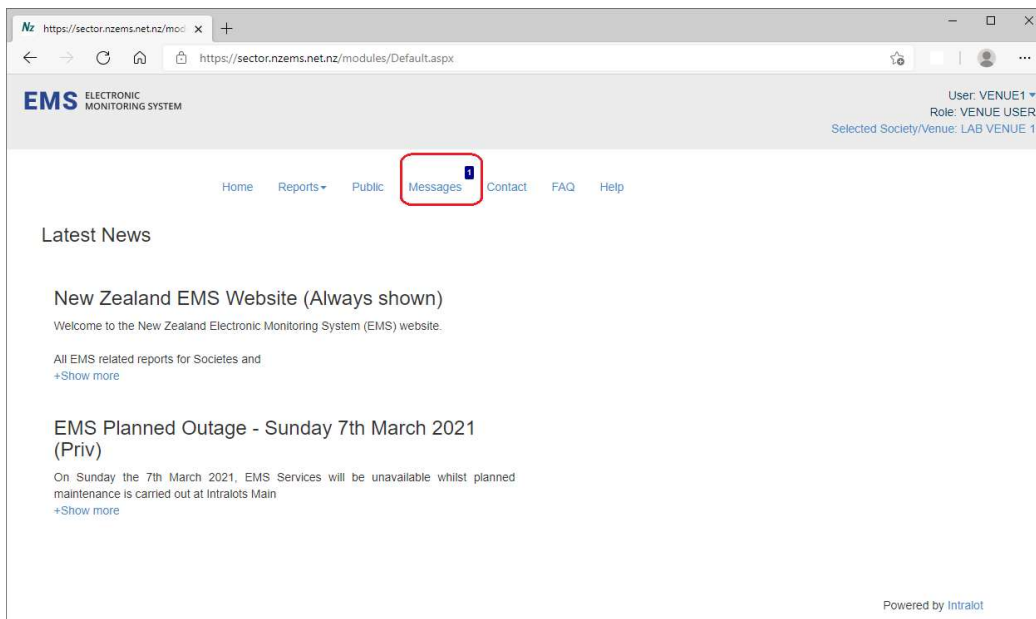 Nz https://sector.nzems.net.nz/mod
https://sector.nzems.net.nz/modules/Default.aspx
EMS ELECTRONIC
MONITORING SYSTEM
User: VENUE1
Role: VENUE USER
Selected Society/Venue: LAB VENUE 1
Home Reports Public Messages 1 Contact FAQ Help
Latest News
New Zealand EMS Website (Always shown)
Welcome to the New Zealand Electronic Monitoring System (EMS) website.
All EMS related reports for Societes and
+Show more
EMS Planned Outage - Sunday 7th March 2021
(Priv)
On Sunday the 7th March 2021, EMS Services will be unavailable whilst planned
maintenance is carried out at Intralots Main
+Show more
Powered by Intralot